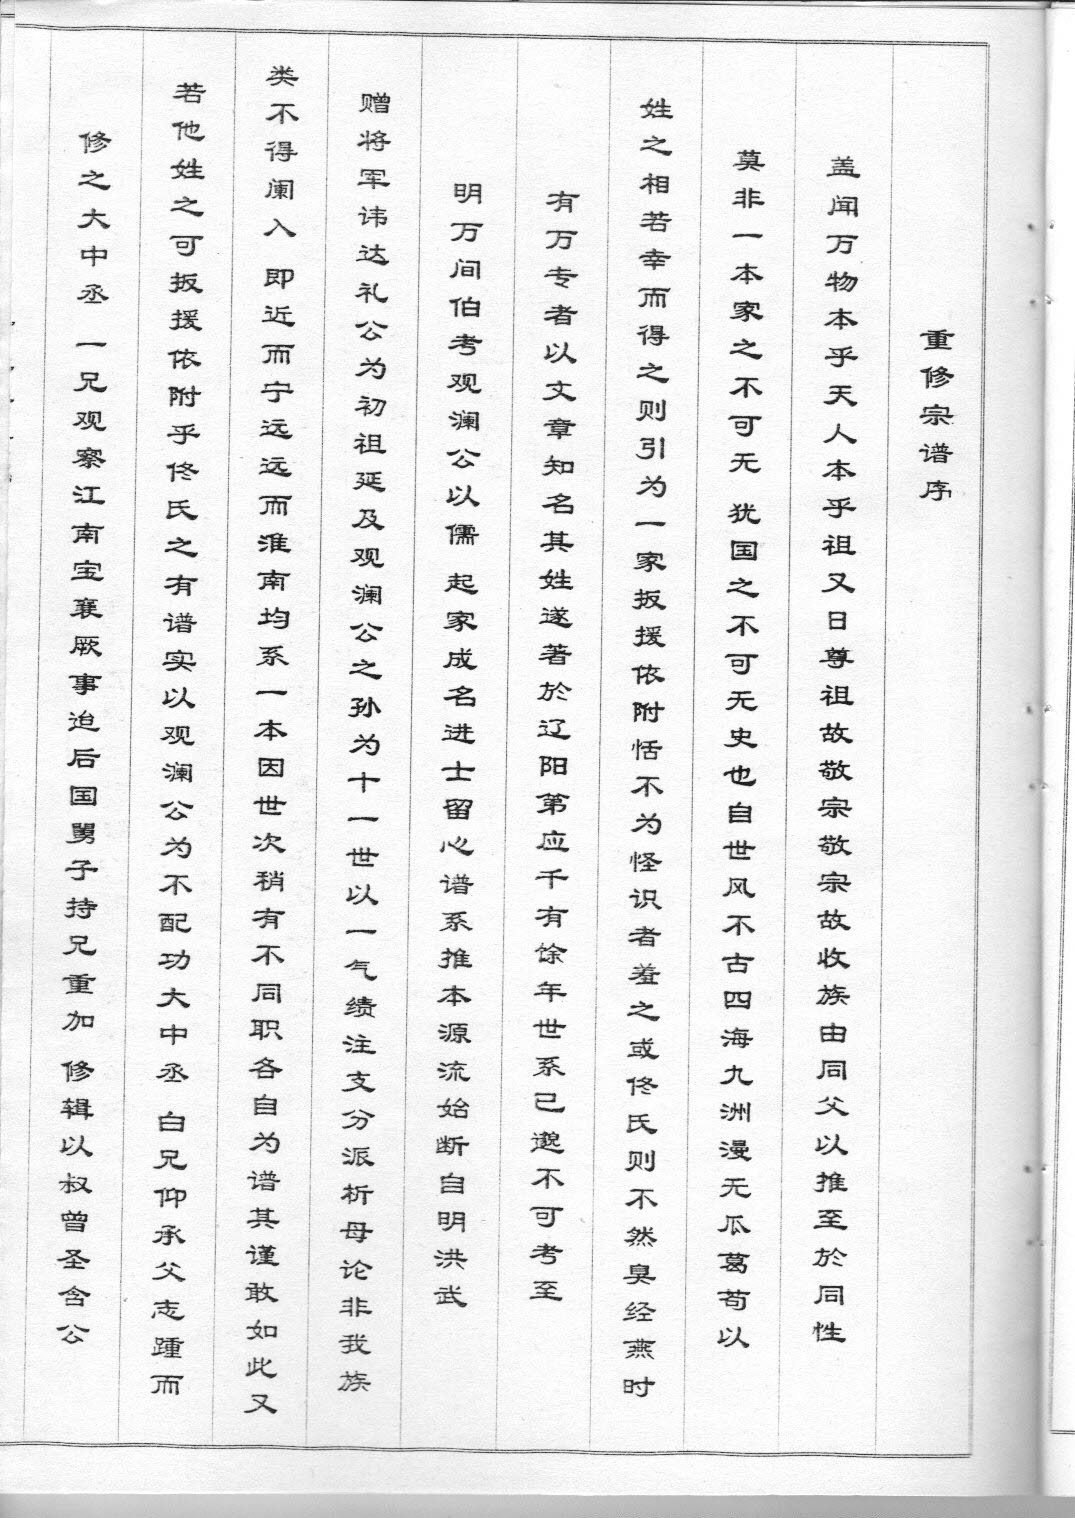 重修宗谱序
盖闻万物本乎天人本乎祖又日尊祖故敬宗敬宗故收族由同父以推至於同性
莫非一本家之不可无 犹国之不可无史也自世风不古四海九洲漫无瓜葛苟以
姓之相若幸而得之则引为一家扳援依附恬不为怪识者羞之或佟氏则不然臭经燕时
有万专者以文章知名其姓遂著於辽阳第应千有馀年世系已邈不可考至
明万间伯考观澜公以儒 起家成名进士留心谱系推本源流始断自明洪武
赠将军讳达礼公为初祖延及观澜公之孙为十一世以一气绩注支分派析母论非我族
类不得阑入 即近而宁远远而淮南均系一本因世次稍有不同职各自为谱其谨敢如此又
若他姓之可扳援依附乎佟氏之有谱实以观澜公为不配功大中丞 白兄仰承父志踵而
修之大中丞 一兄观察江南宝襄厥事迨后国舅子持兄重加 修辑以叔曾圣含公